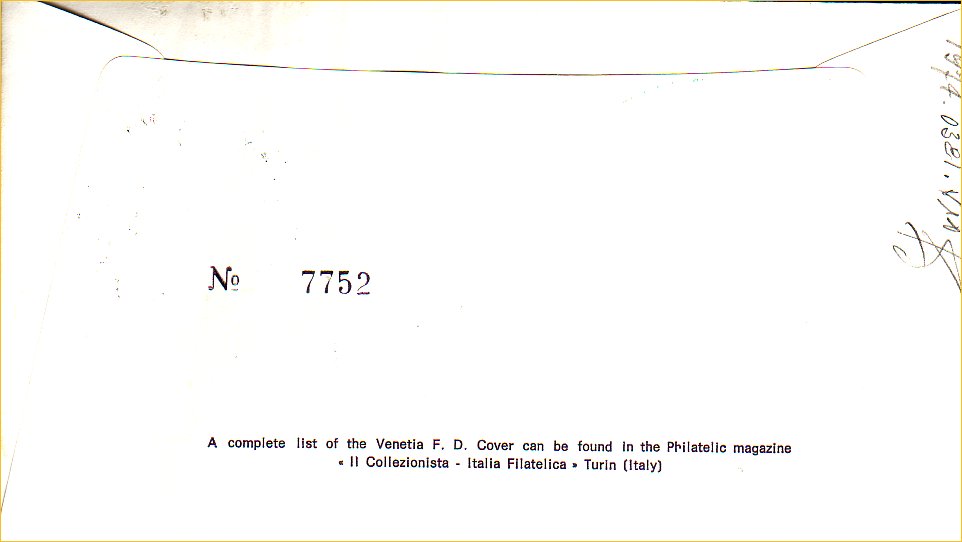 No 7752
A complete list of the Venetia F. D. Cover can be found in the Philatelic magazine
« Il Collezionista - Italia Filatelica » Turin (Italy)